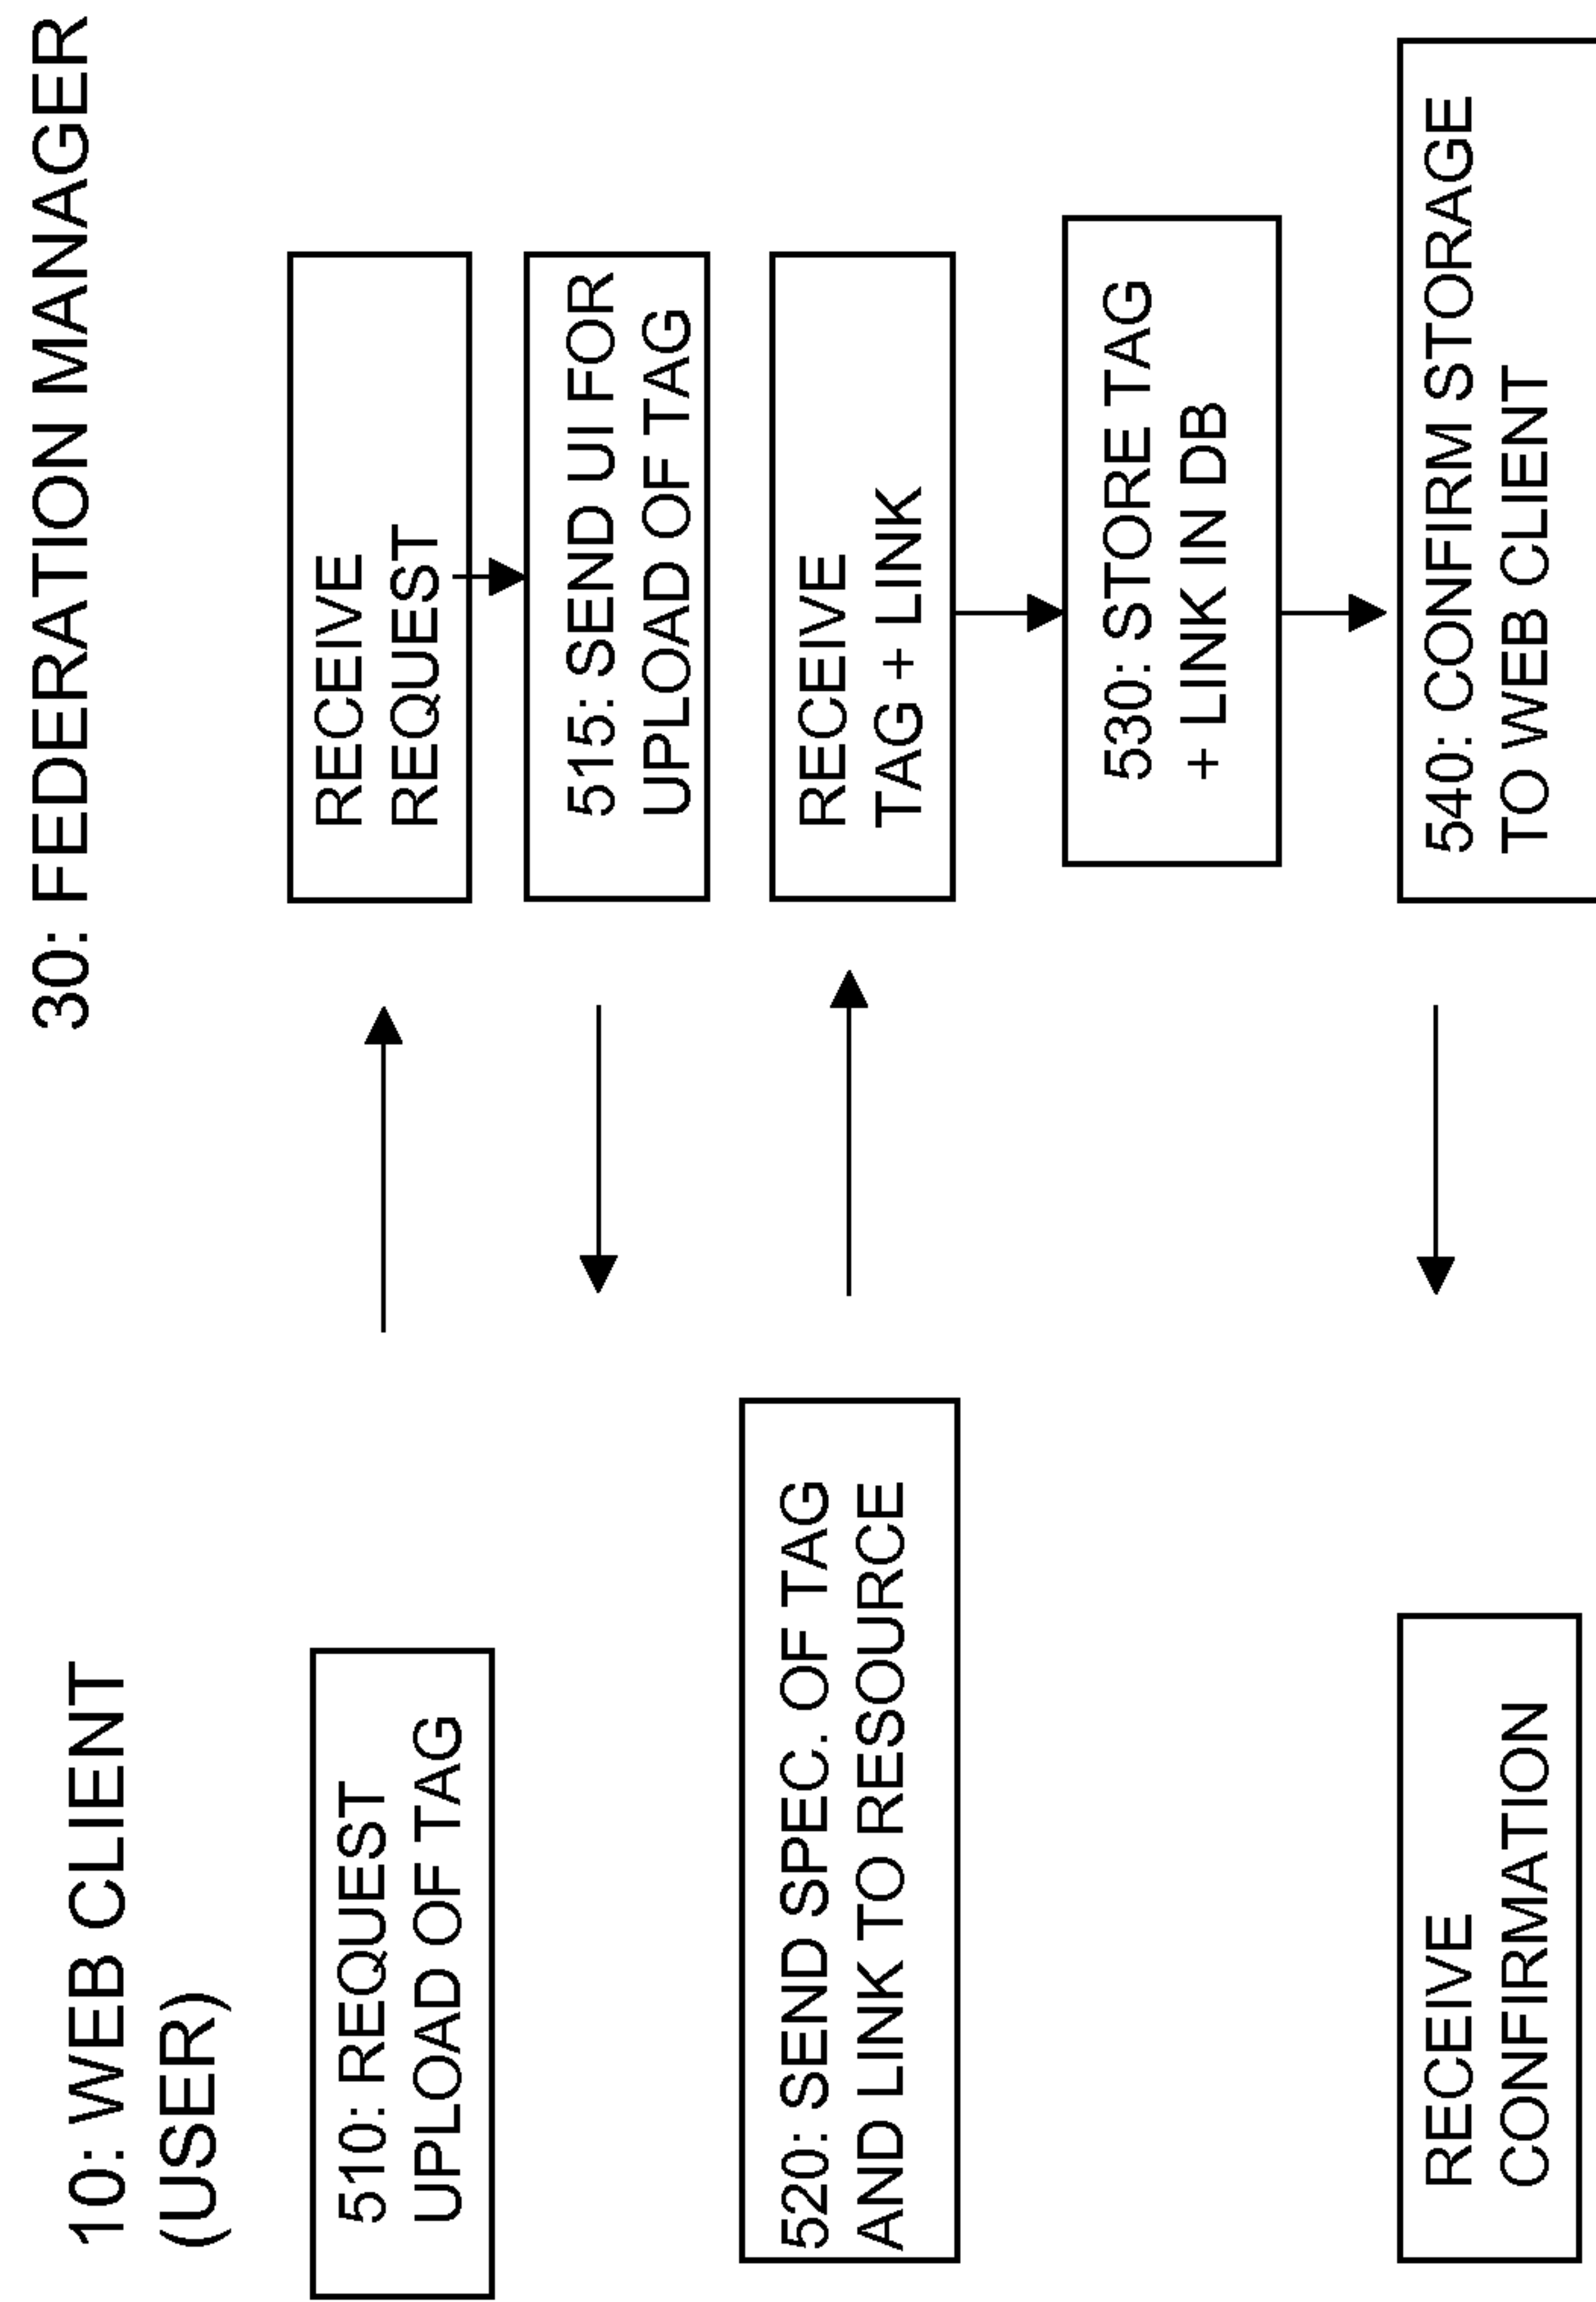 10: WEB CLIENT
(USER)
30: FEDERATION MANAGER
510: REQUEST
UPLOAD OF TAG
RECEIVE
REQUEST
515: SEND UI FOR
UPLOAD OF TAG
520: SEND SPEC. OF TAG
AND LINK TO RESOURCE
RECEIVE
TAG + LINK
530: STORE TAG
+ LINK IN DB
540: CONFIRM STORAGE
TO WEB CLIENT
RECEIVE
CONFIRMATION